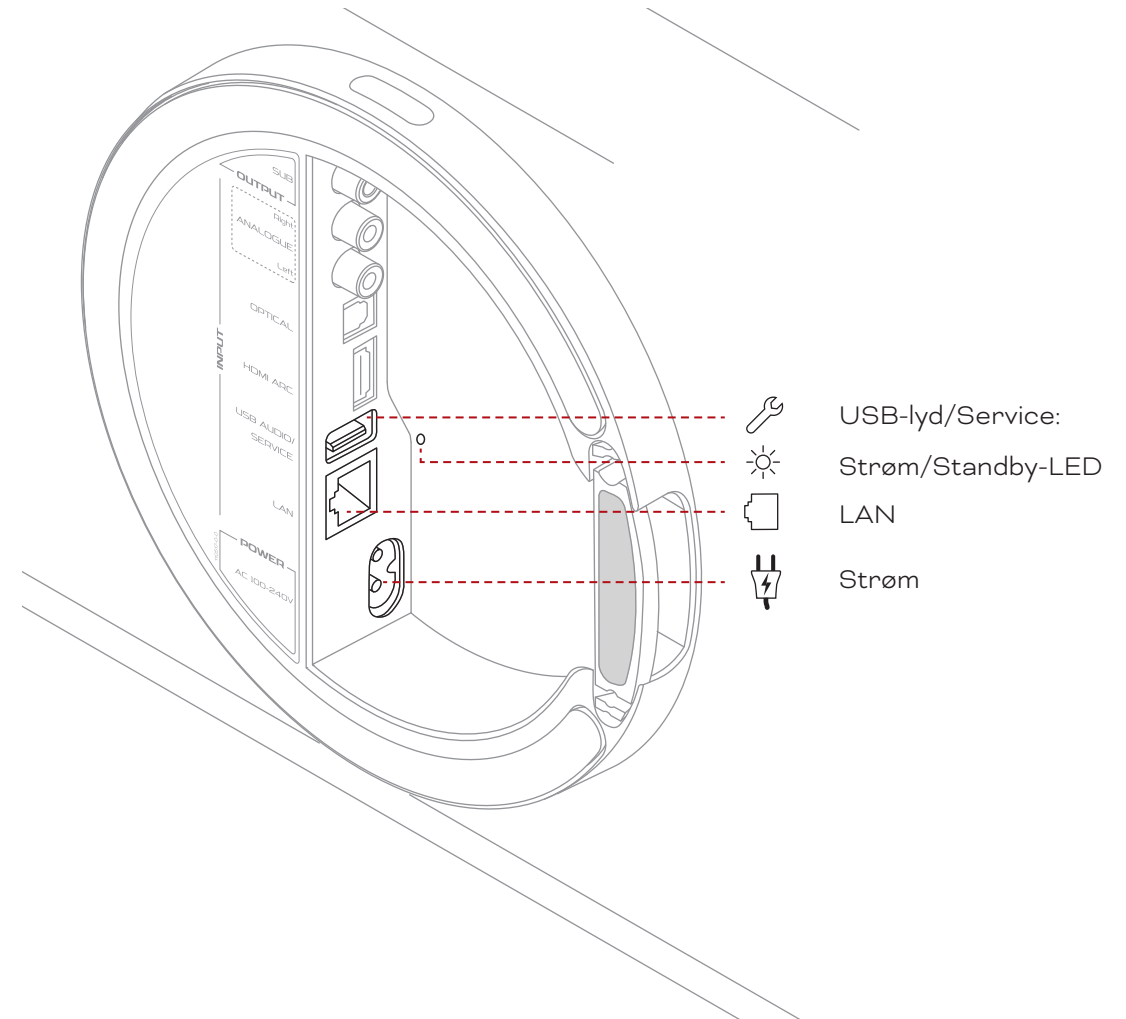 SUB
OUTPUT
Right
ANALOGUE
Left
OPTICAL
INPUT
HDMI ARC
USB AUDIO/
SERVICE
LAN
POWER
AC 100-240V
USB-lyd/Service:
Strøm/Standby-LED
LAN
Strøm